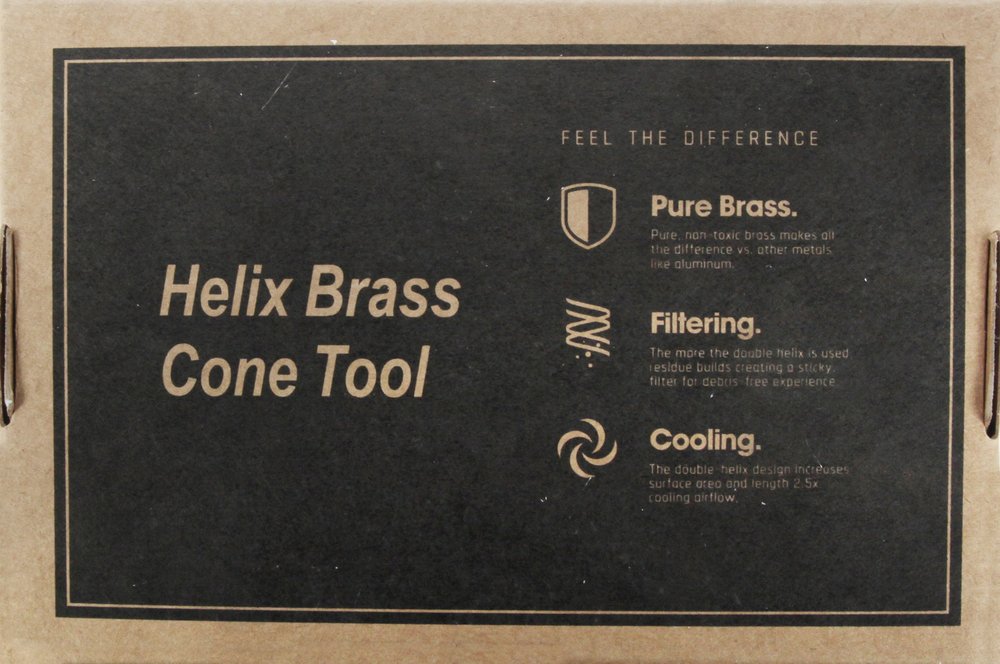 Helix Brass
Cone Tool
FEEL THE DIFFERENCE
Pure Brass.
Pure, non-toxic brass makes all
the difference vs. other metals
like aluminum.
Filtering.
The more the double helix is used
residue builds creating a sticky,
filter for debris-free experience.
Cooling.
The double-helix design increases
surface area and length 2.5x
cooling airflow.